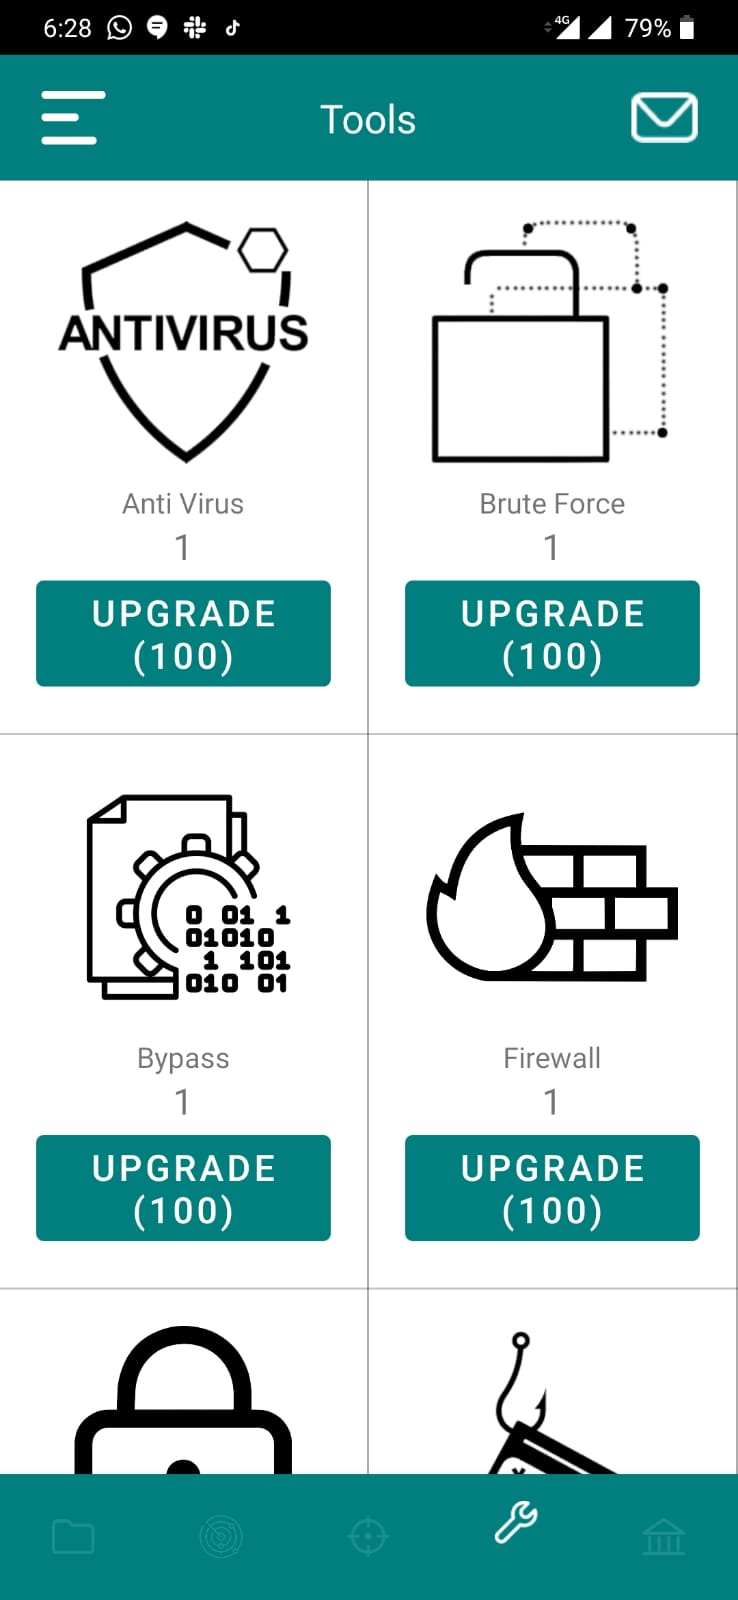 6:28
4G
79%
Tools
ANTIVIRUS
Anti Virus
1
UPGRADE
(100)
Brute Force
1
UPGRADE
(100)
0 01 1
01010
1 101
010 01
Bypass
1
UPGRADE
(100)
Firewall
1
UPGRADE
(100)